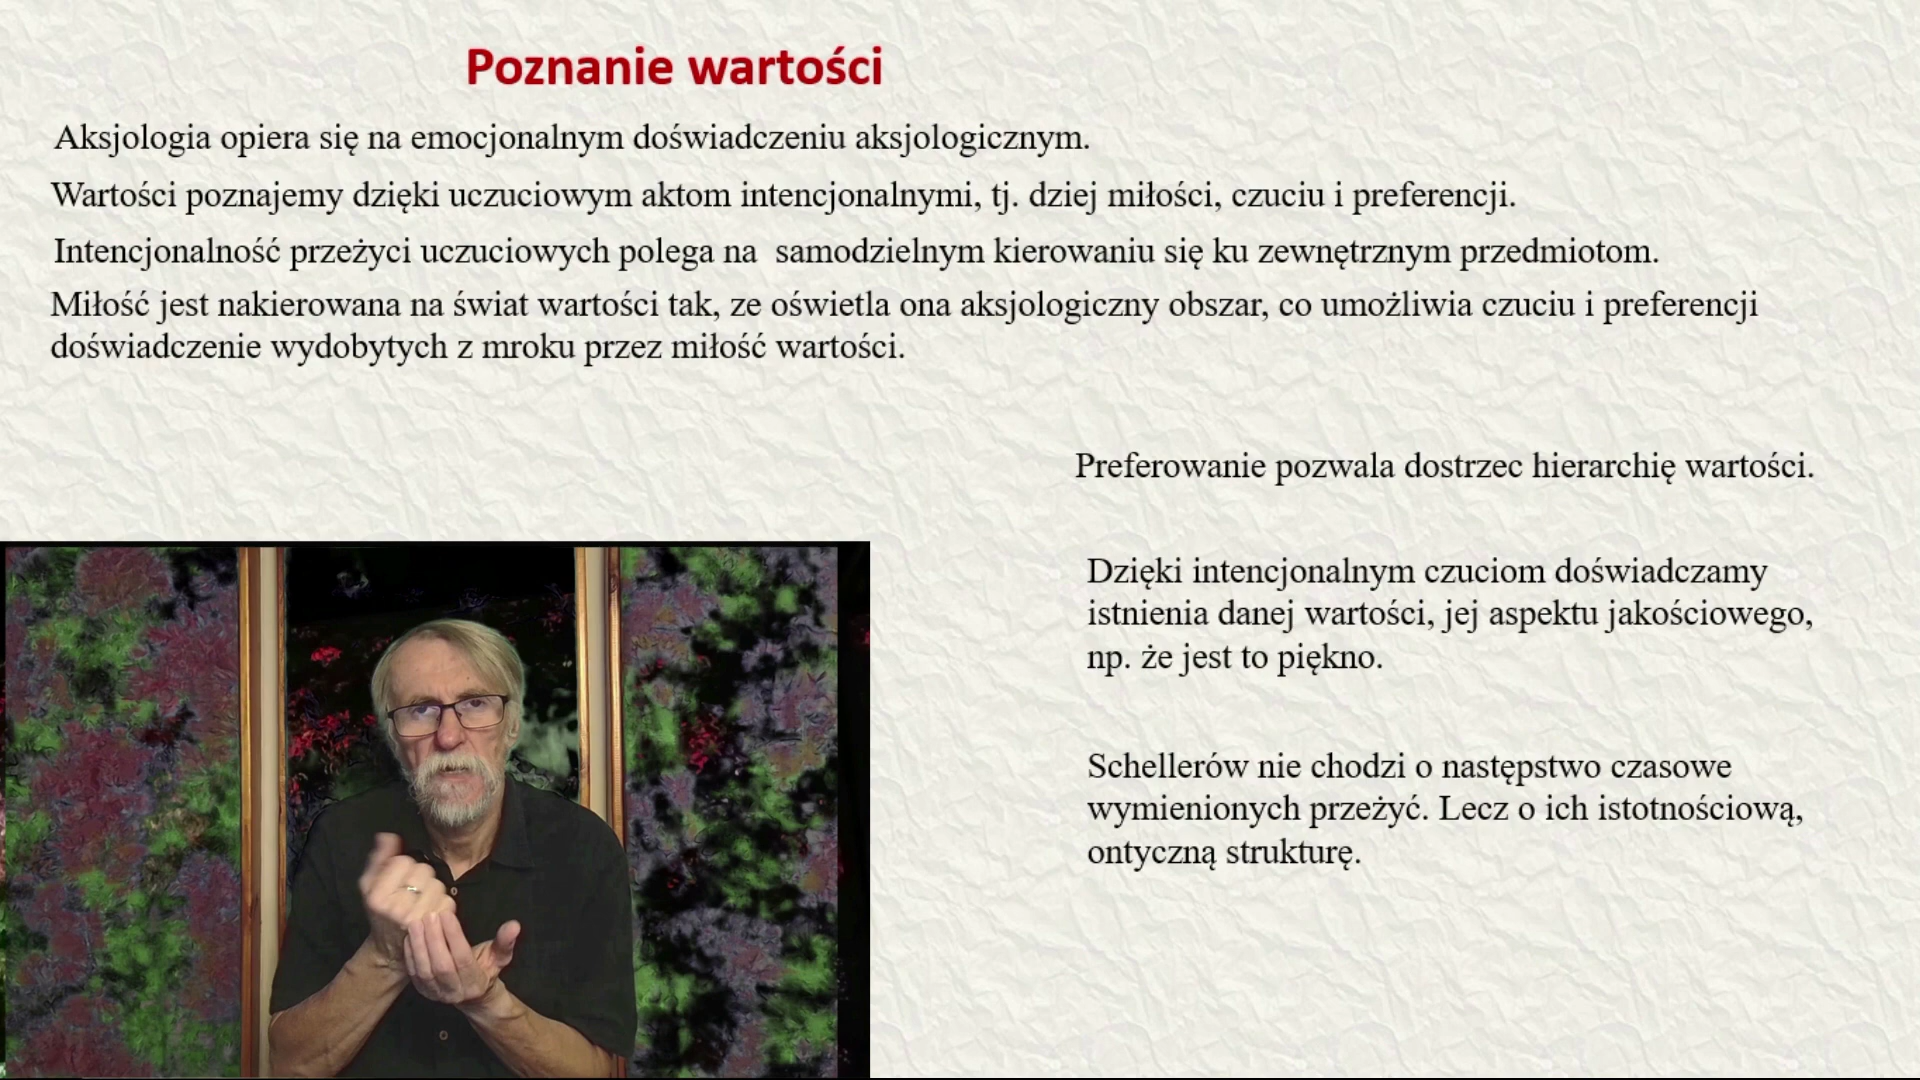 Poznanie wartości
Aksjologia opiera się na emocjonalnym doświadczeniu aksjologicznym.
Wartości poznajemy dzięki uczuciowym aktom intencjonalnymi, tj. dziej miłości, czuciu i preferencji.
Intencjonalność przeżyci uczuciowych polega na  samodzielnym kierowaniu się ku zewnętrznym przedmiotom.
Miłość jest nakierowana na świat wartości tak, ze oświetla ona aksjologiczny obszar, co umożliwia czuciu i preferencji
doświadczenie wydobytych z mroku przez miłość wartości.
Preferowanie pozwala dostrzec hierarchię wartości.
Dzięki intencjonalnym czuciom doświadczamy
istnienia danej wartości, jej aspektu jakościowego,
np. że jest to piękno.
Schellerów nie chodzi o następstwo czasowe
wymienionych przeżyć. Lecz o ich istotnościową,
ontyczną strukturę.